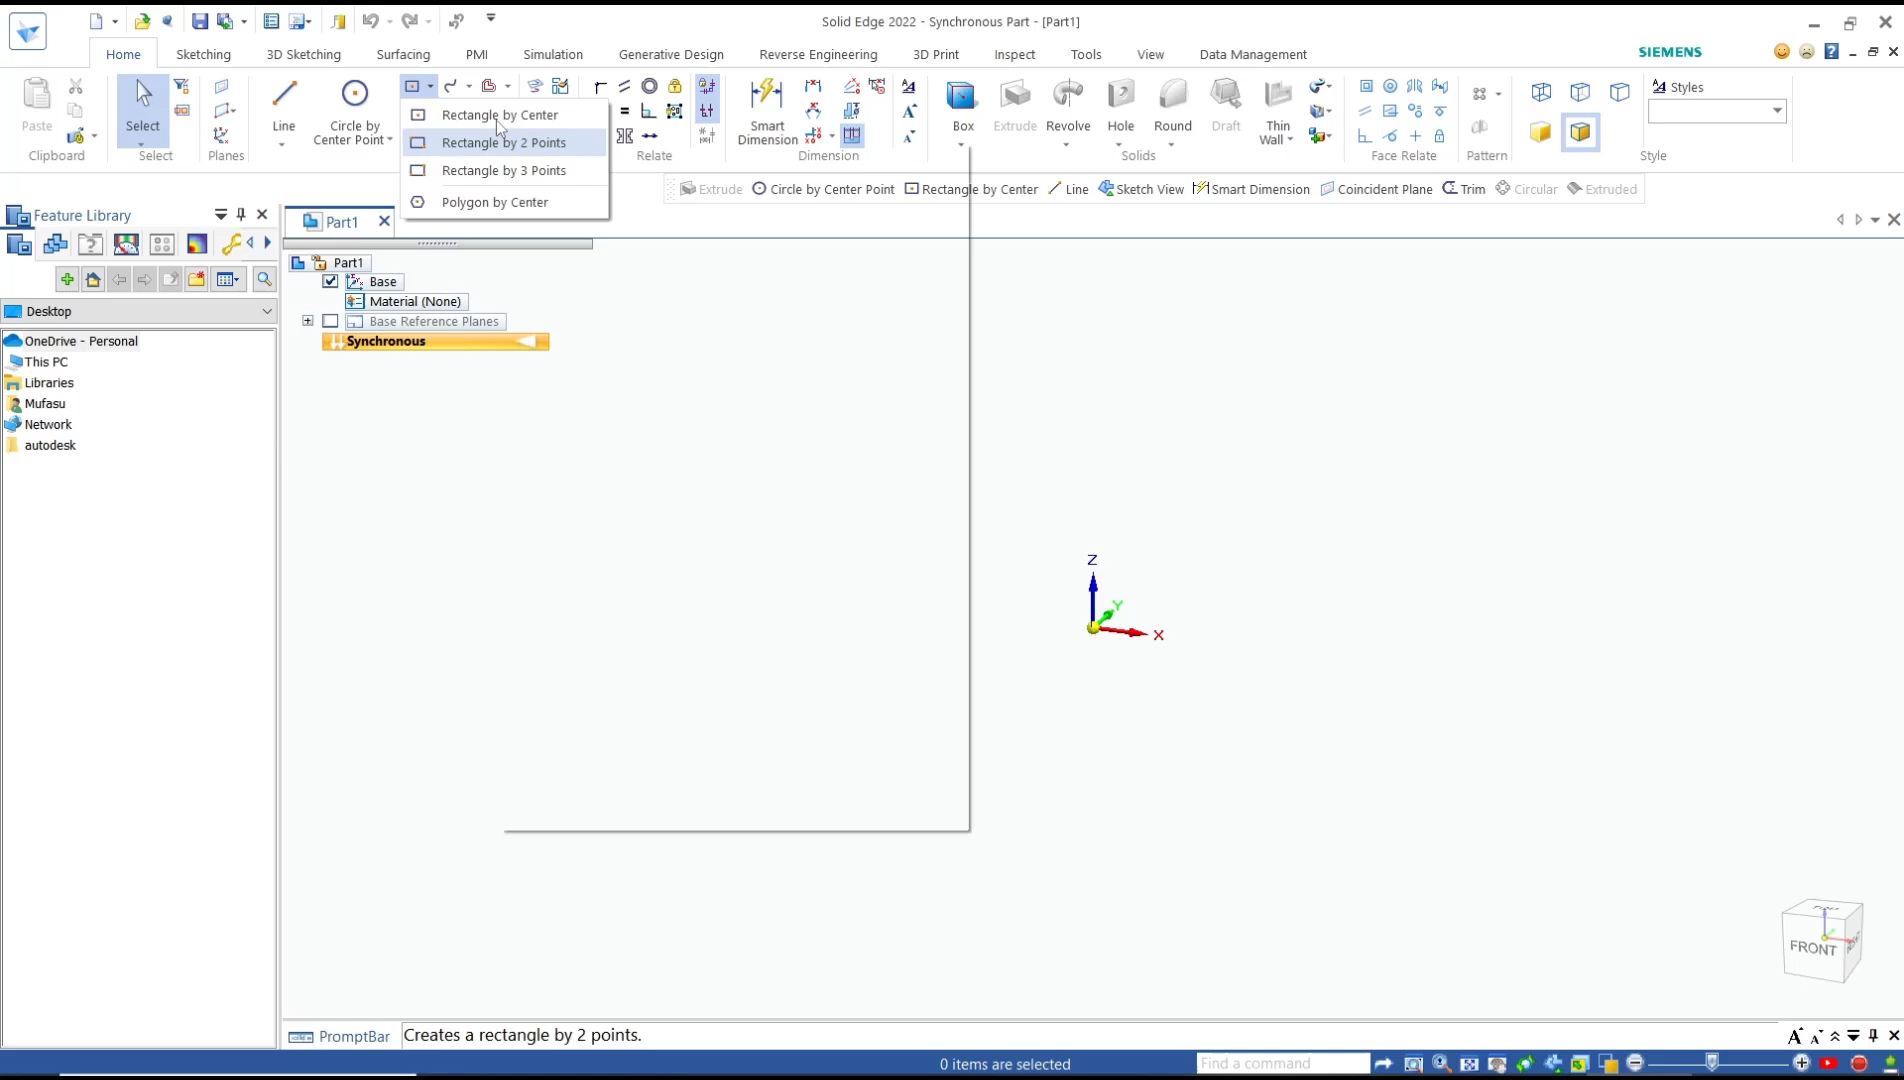 Solid Edge 2022 - Synchronous Part - [Part1]
Home Sketching 3D Sketching Surfacing PMI Simulation Generative Design Reverse Engineering 3D Print Inspect Tools View Data Management SIEMENS
Paste
Clipboard
Select
Select
Planes
Line
Circle by Center Point
Rectangle by Center
Rectangle by 2 Points
Rectangle by 3 Points
Polygon by Center
Relate
Smart Dimension
Dimension
Box Extrude Revolve Hole Round Draft Thin Wall
Solids
Face Relate
Pattern
Styles
Style
Extrude Circle by Center Point Rectangle by Center Line Sketch View Smart Dimension Coincident Plane Trim Circular Extruded
Feature Library
Part1
Desktop
OneDrive - Personal
This PC
Libraries
Mufasu
Network
autodesk
Part1
Base
Material (None)
Base Reference Planes
Synchronous
Z
Y
X
TOP
FRONT
RIGHT
PromptBar Creates a rectangle by 2 points.
0 items are selected Find a command